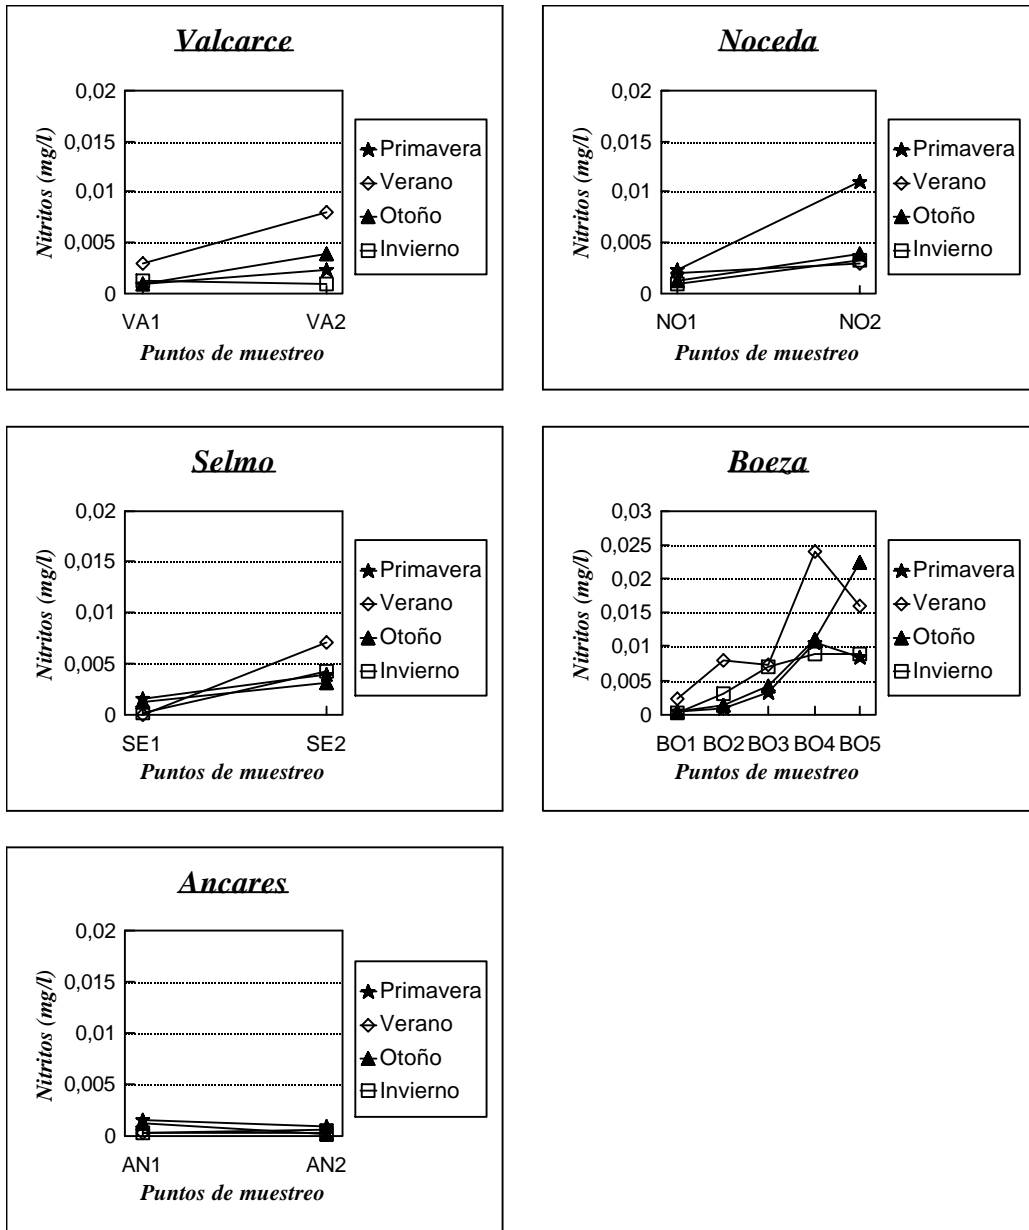 Valcarce
Nitritos (mg/l)
0,02
0,015
0,01
0,005
0
VA1 VA2
Puntos de muestreo
Primavera
Verano
Otoño
Invierno
Noceda
Nitritos (mg/l)
0,02
0,015
0,01
0,005
0
NO1 NO2
Puntos de muestreo
Primavera
Verano
Otoño
Invierno
Selmo
Nitritos (mg/l)
0,02
0,015
0,01
0,005
0
SE1 SE2
Puntos de muestreo
Primavera
Verano
Otoño
Invierno
Boeza
Nitritos (mg/l)
0,03
0,025
0,02
0,015
0,01
0,005
0
BO1 BO2 BO3 BO4 BO5
Puntos de muestreo
Primavera
Verano
Otoño
Invierno
Ancares
Nitritos (mg/l)
0,02
0,015
0,01
0,005
0
AN1 AN2
Puntos de muestreo
Primavera
Verano
Otoño
Invierno